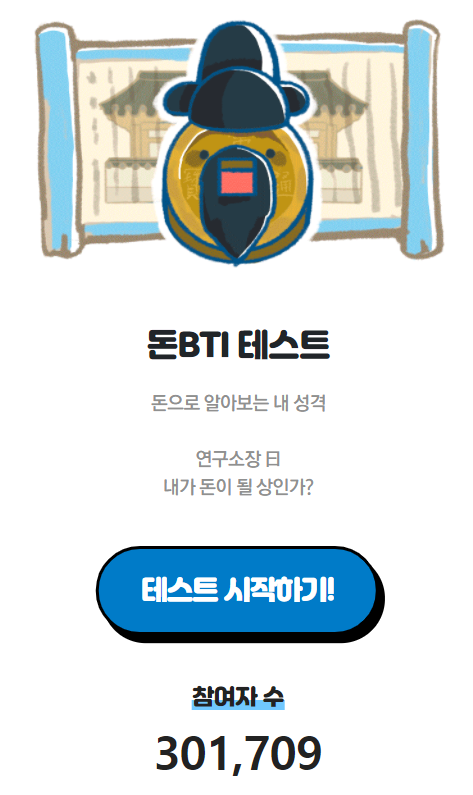 돈BTI 테스트
돈으로 알아보는 내 성격
연구소장 曰
내가 돈이 될 상인가?
테스트 시작하기!
참여자 수
301,709